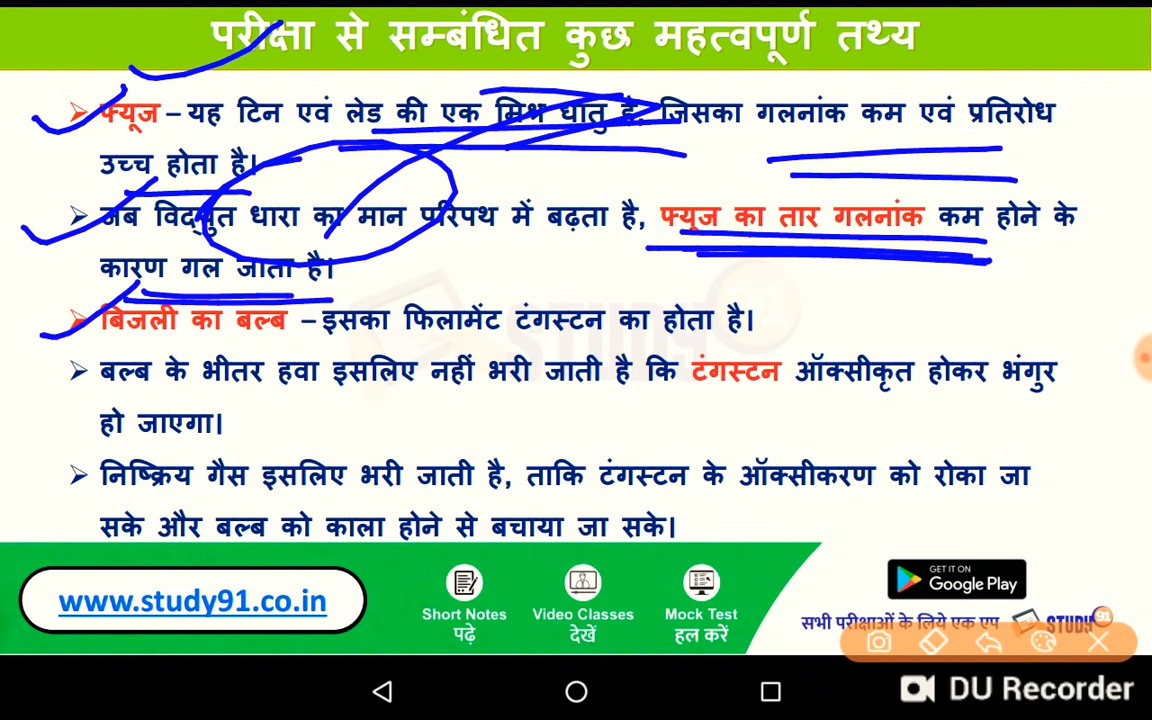 परीक्षा से सम्बंधित कुछ महत्वपूर्ण तथ्य
फ्यूज – यह टिन एवं लेड की एक मिश्र धातु है, जिसका गलनांक कम एवं प्रतिरोध
उच्च होता है।
जब विद्युत धारा का मान परिपथ में बढ़ता है, फ्यूज का तार गलनांक कम होने के
कारण गल जाता है।
बिजली का बल्ब – इसका फिलामेंट टंगस्टन का होता है।
बल्ब के भीतर हवा इसलिए नहीं भरी जाती है कि टंगस्टन ऑक्सीकृत होकर भंगुर
हो जाएगा।
निष्क्रिय गैस इसलिए भरी जाती है, ताकि टंगस्टन के ऑक्सीकरण को रोका जा
सके और बल्ब को काला होने से बचाया जा सके।
www.study91.co.in
Short Notes
पढ़े
Video Classes
देखें
Mock Test
हल करें
GET IT ON
Google Play
सभी परीक्षाओं के लिये एक एप
STUDY 91
DU Recorder